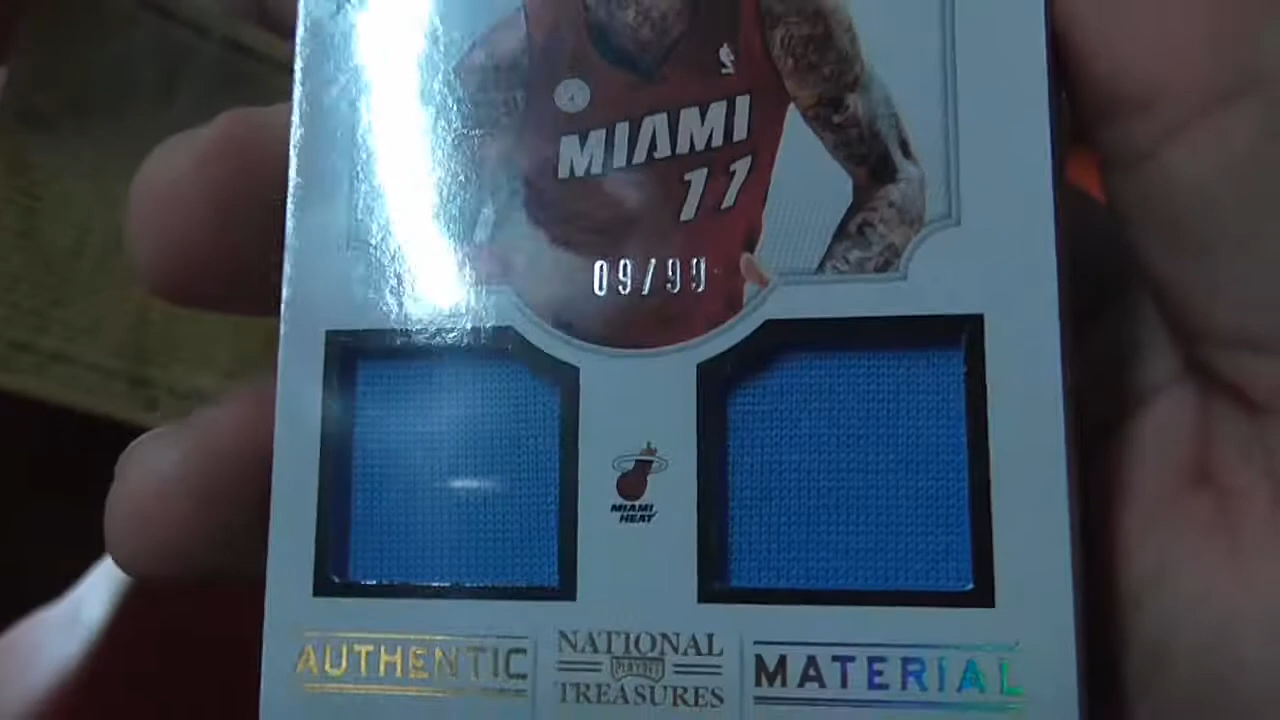 MIAMI
11
09/99
MIAMI
HEAT
AUTHENTIC
NATIONAL
PLAYOFF
TREASURES
MATERIAL